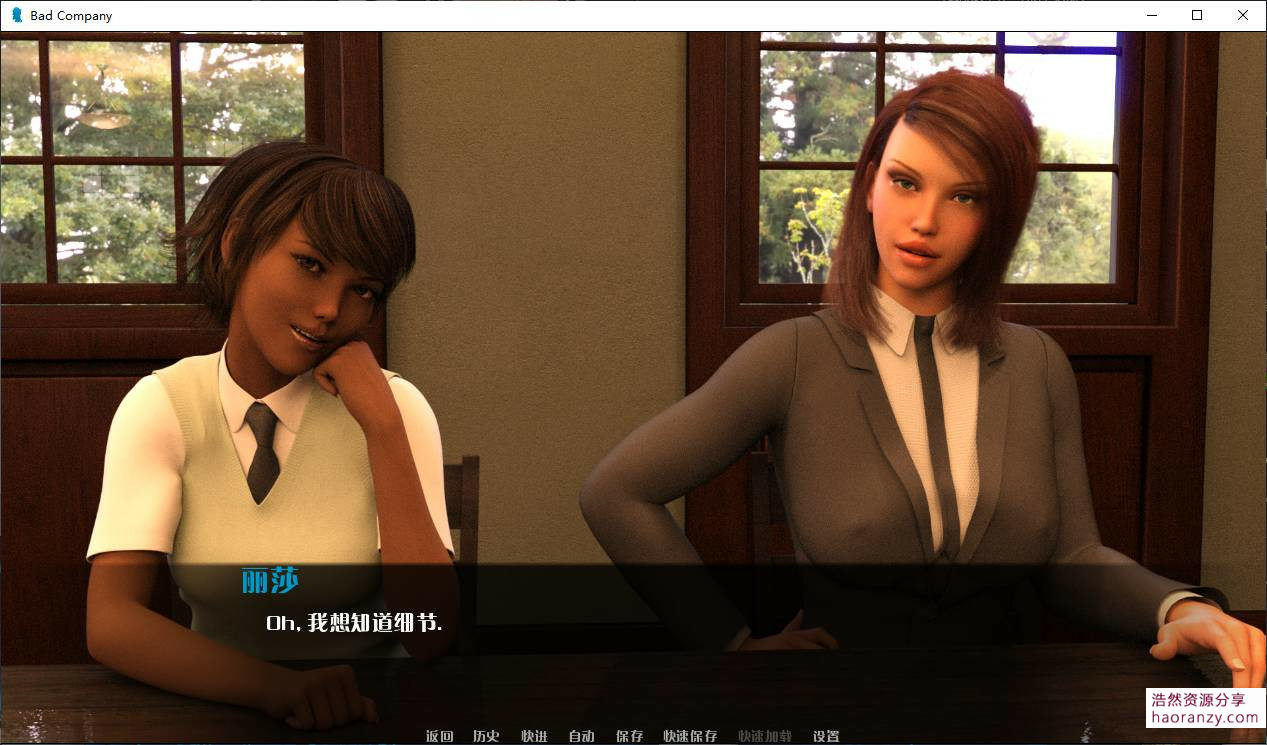 Bad Company
丽莎
Oh, 我想知道细节.
浩然资源分享
haoranzy.com
返回 历史 快进 自动 保存 快速保存 快速加载 设置